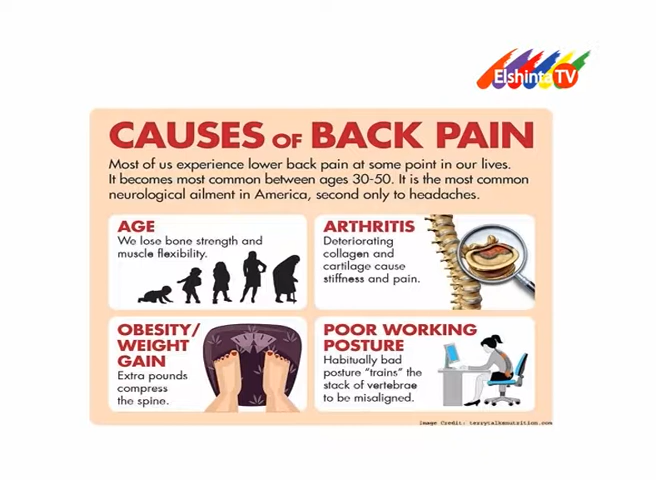 Elshinta TV
CAUSES OF BACK PAIN
Most of us experience lower back pain at some point in our lives.
It becomes most common between ages 30-50. It is the most common
neurological ailment in America, second only to headaches.
AGE
We lose bone strength and
muscle flexibility.
ARTHRITIS
Deteriorating
collagen and
cartilage cause
stiffness and pain.
OBESITY/
WEIGHT
GAIN
Extra pounds
compress
the spine.
POOR WORKING
POSTURE
Habitually bad
posture “trains” the
stack of vertebrae
to be misaligned.
Image Credit: terrytalksnutrition.com